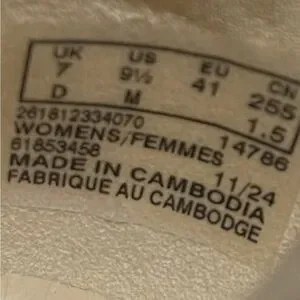 UK US EU CN
7 9½ 41 255
D M 1.5
261812334070 14786
WOMENS/FEMMES
61853458 11/24
MADE IN CAMBODIA
FABRIQUE AU CAMBODGE